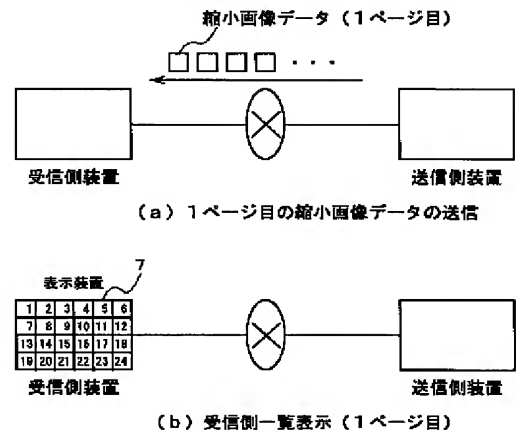 縮小画像データ（１ページ目）
・・・
受信側装置
送信側装置
（ａ）１ページ目の縮小画像データの送信
7
表示装置
1 2 3 4 5 6
7 8 9 10 11 12
13 14 15 16 17 18
19 20 21 22 23 24
受信側装置
送信側装置
（ｂ）受信側一覧表示（１ページ目）